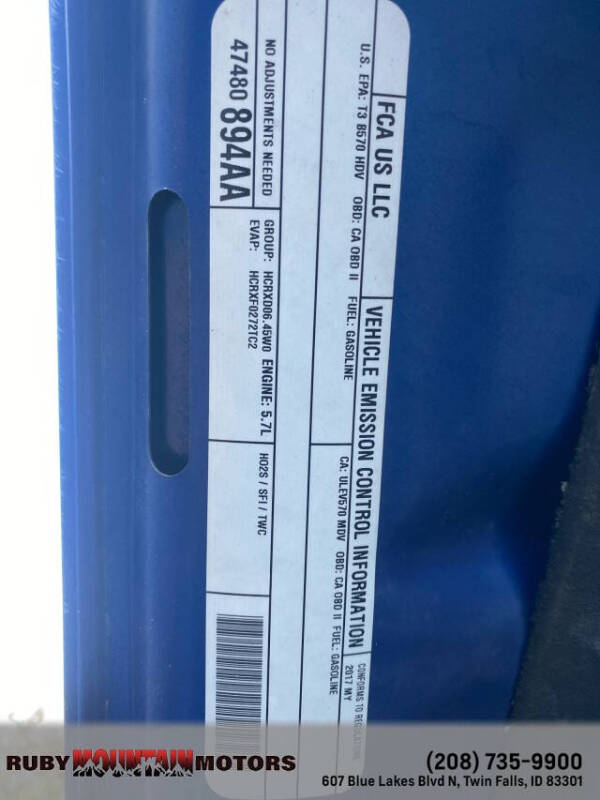 FCA US LLC
VEHICLE EMISSION CONTROL INFORMATION
CONFORMS TO REGULATIONS:
2017 MY
U.S. EPA: T3 B570 HDV OBD: CA OBD II FUEL: GASOLINE
CA: ULEV570 MDV OBD: CA OBD II FUEL: GASOLINE
NO ADJUSTMENTS NEEDED
47480 894AA
GROUP: HCRXD06.45W0 ENGINE: 5.7L
EVAP: HCRXF0272TC2
HO2S / SFI / TWC
RUBY MOUNTAIN MOTORS
(208) 735-9900
607 Blue Lakes Blvd N, Twin Falls, ID 83301